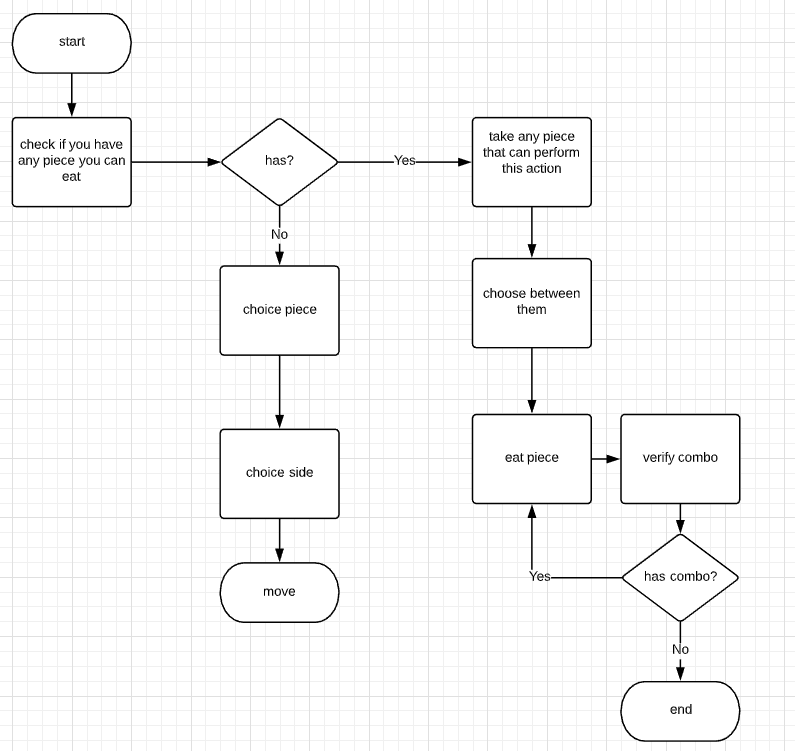 start
check if you have
any piece you can
eat
has?
Yes
take any piece
that can perform
this action
No
choice piece
choose between
them
choice side
eat piece
verify combo
move
Yes
has combo?
No
end